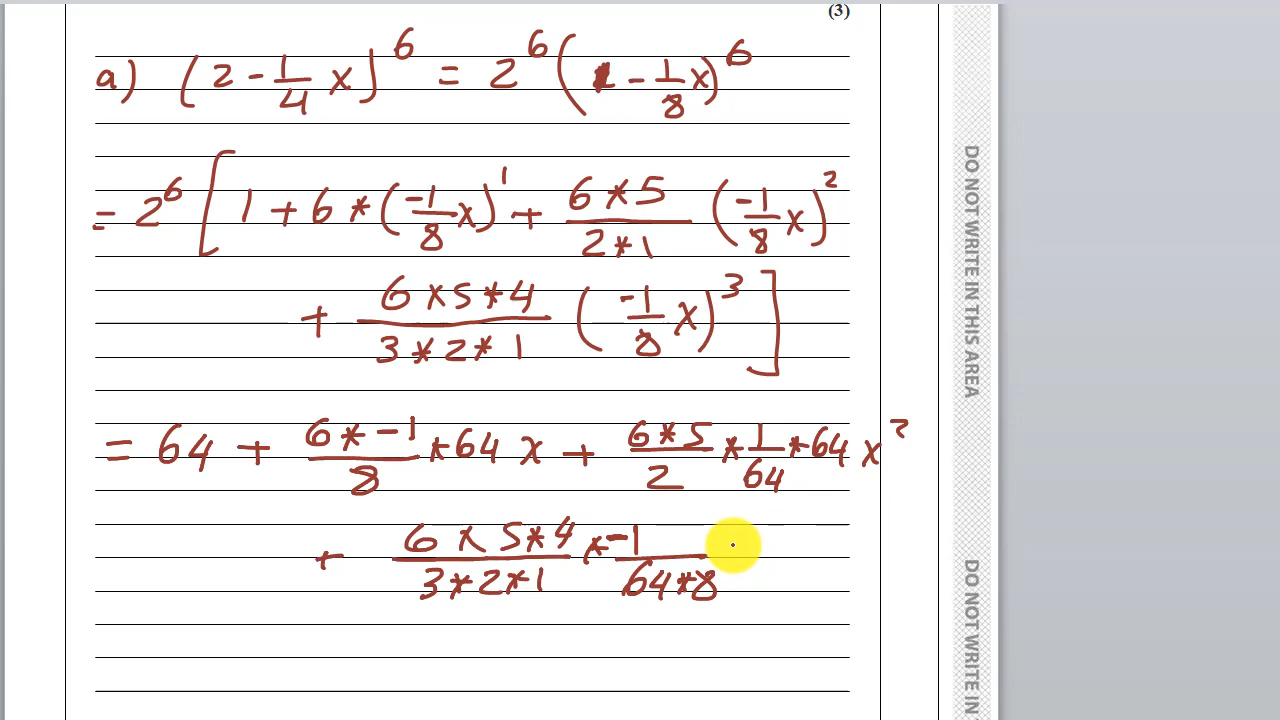 (3)
a) (2 - 1/4 x)^6 = 2^6 (1 - 1/8 x)^6
= 2^6 [ 1 + 6 * (-1/8 x)^1 + 6 * 5 / 2 * 1 (-1/8 x)^2
+ 6 × 5 * 4 / 3 * 2 * 1 (-1/8 x)^3 ]
= 64 + 6 * -1 / 8 * 64 x + 6 * 5 / 2 * 1/64 * 64 x^2
+ 6 × 5 * 4 / 3 * 2 * 1 * -1 / 64 * 8
DO NOT WRITE IN THIS AREA
DO NOT WRITE IN